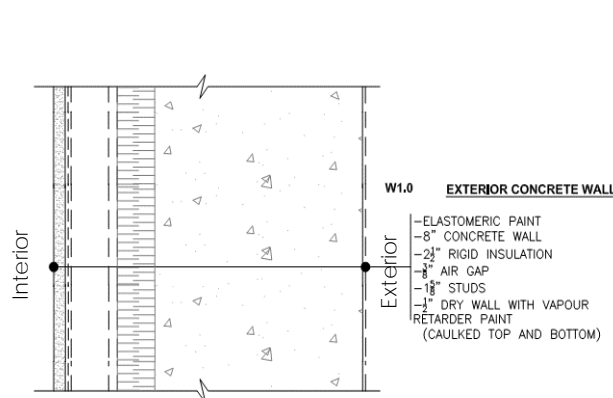 W1.0 EXTERIOR CONCRETE WALL
-ELASTOMERIC PAINT
-8" CONCRETE WALL
-2½" RIGID INSULATION
-⅜" AIR GAP
-1⅝" STUDS
-½" DRY WALL WITH VAPOUR
RETARDER PAINT
(CAULKED TOP AND BOTTOM)
Interior
Exterior